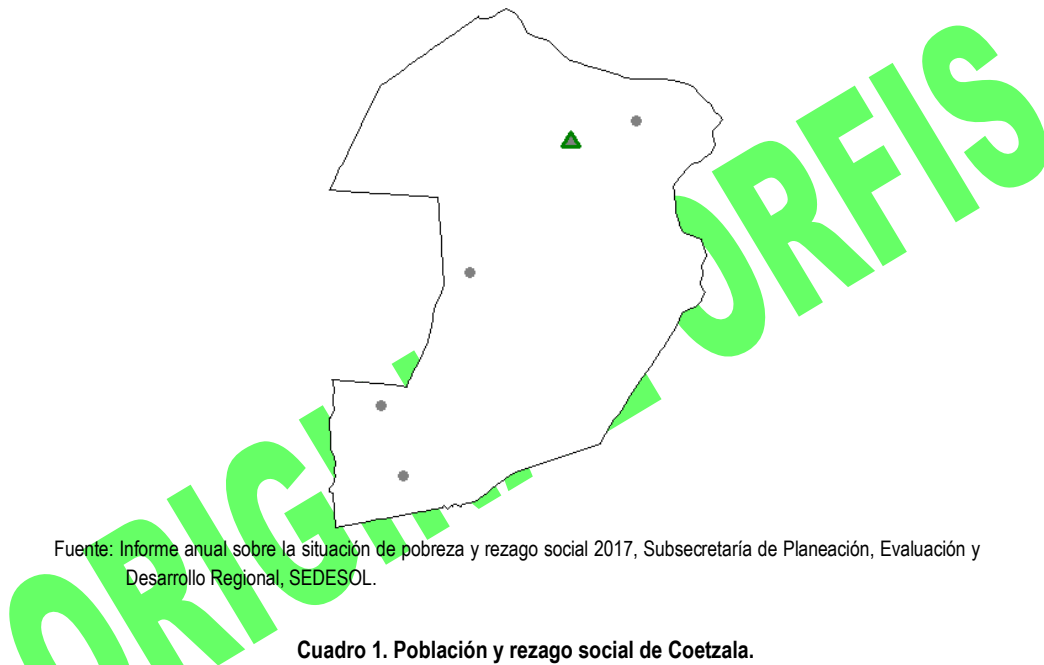 ORIGINAL ORFIS
Fuente: Informe anual sobre la situación de pobreza y rezago social 2017, Subsecretaría de Planeación, Evaluación y
Desarrollo Regional, SEDESOL.
Cuadro 1. Población y rezago social de Coetzala.